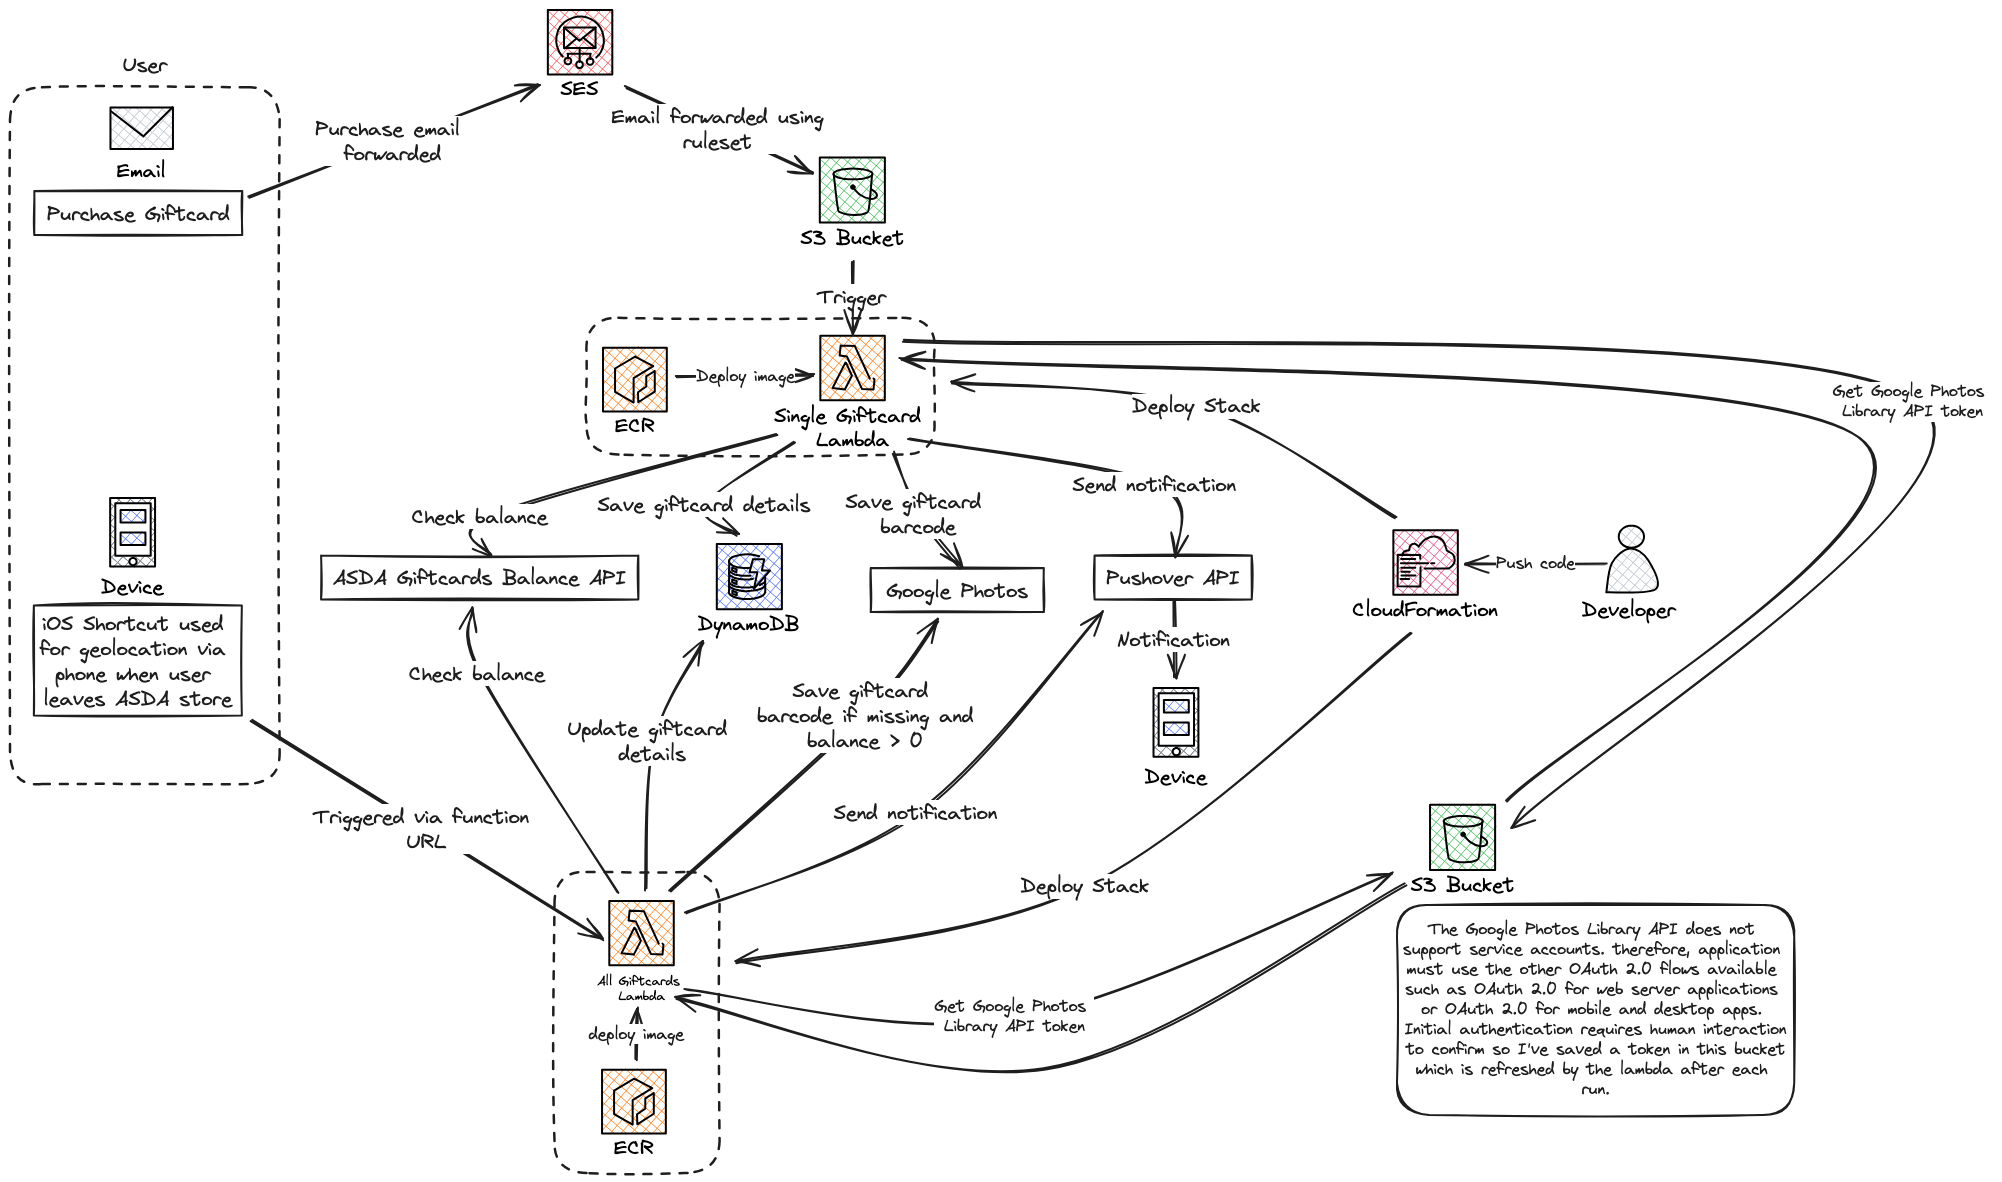 User
SES
Email
Purchase email
forwarded
Email forwarded using
ruleset
Purchase Giftcard
S3 Bucket
Trigger
ECR
Deploy image
Single Giftcard
Lambda
Deploy Stack
Get Google Photos
Library API token
Check balance
Save giftcard details
Save giftcard
barcode
Send notification
Device
iOS Shortcut used
for geolocation via
phone when user
leaves ASDA store
ASDA Giftcards Balance API
DynamoDB
Google Photos
Pushover API
CloudFormation
Push code
Developer
Notification
Device
Check balance
Update giftcard
details
Save giftcard
barcode if missing and
balance > 0
Send notification
Triggered via function
URL
Deploy Stack
S3 Bucket
The Google Photos Library API does not
support service accounts. therefore, application
must use the other OAuth 2.0 flows available
such as OAuth 2.0 for web server applications
or OAuth 2.0 for mobile and desktop apps.
Initial authentication requires human interaction
to confirm so I've saved a token in this bucket
which is refreshed by the lambda after each
run.
All Giftcards
Lambda
Get Google Photos
Library API token
deploy image
ECR